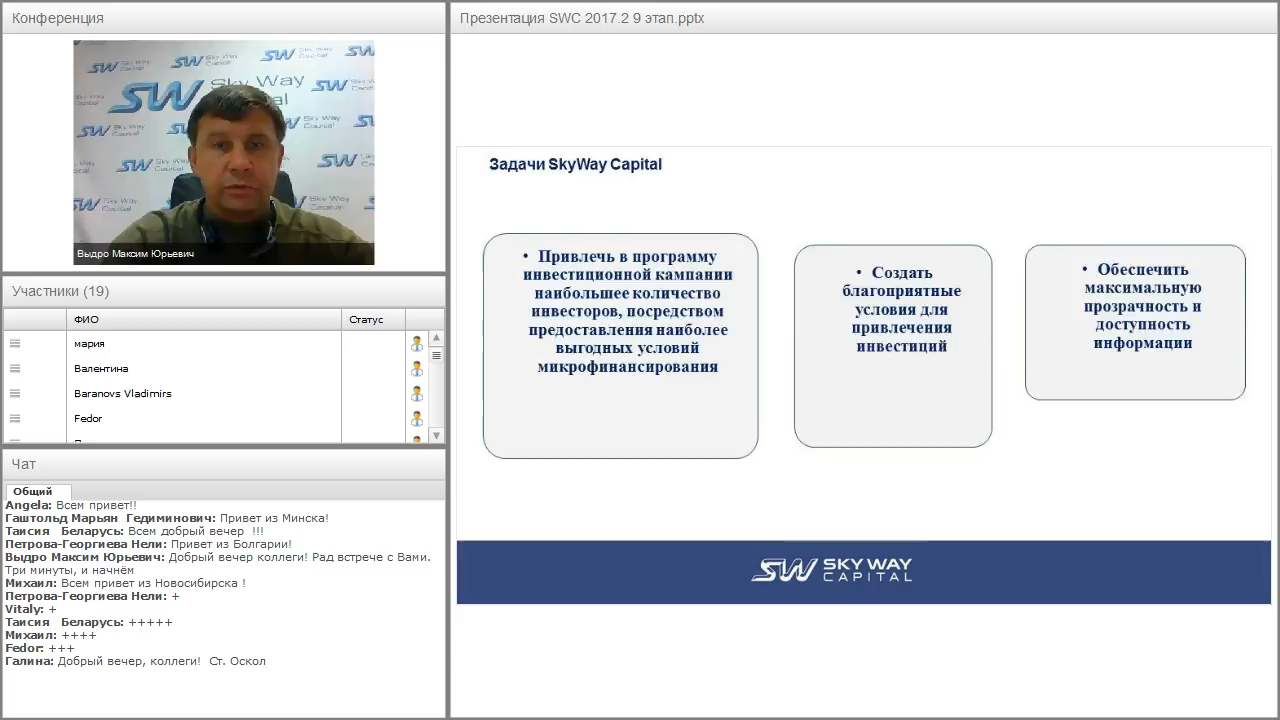 Конференция
SW SkyWay Capital
Выдро Максим Юрьевич
Участники (19)
ФИО
Статус
мария
Валентина
Baranovs Vladimirs
Fedor
Чат
Общий
Angela: Всем привет!!
Гаштольд Марьян Гедиминович: Привет из Минска!
Таисия Беларусь: Всем добрый вечер !!!
Петрова-Георгиева Нели: Привет из Болгарии!
Выдро Максим Юрьевич: Добрый вечер коллеги! Рад встрече с Вами.
Три минуты, и начнём
Михаил: Всем привет из Новосибирска !
Петрова-Георгиева Нели: +
Vitaly: +
Таисия Беларусь: +++++
Михаил: ++++
Fedor: +++
Галина: Добрый вечер, коллеги! Ст. Оскол
Презентация SWC 2017.2 9 этап.pptx
Задачи SkyWay Capital
• Привлечь в программу
инвестиционной кампании
наибольшее количество
инвесторов, посредством
предоставления наиболее
выгодных условий
микрофинансирования
• Создать
благоприятные
условия для
привлечения
инвестиций
• Обеспечить
максимальную
прозрачность и
доступность
информации
SW SKY WAY
CAPITAL